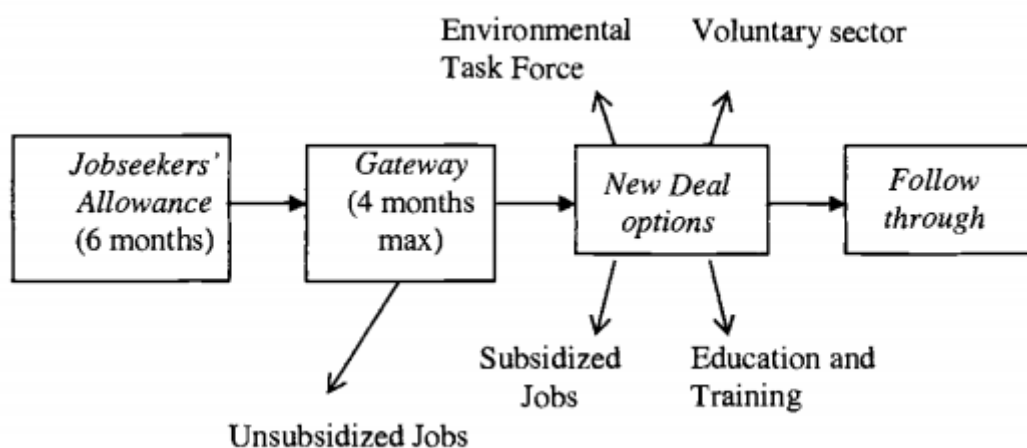 Environmental
Task Force
Voluntary sector
Jobseekers'
Allowance
(6 months)
Gateway
(4 months
max)
New Deal
options
Follow
through
Subsidized
Jobs
Education and
Training
Unsubsidized Jobs